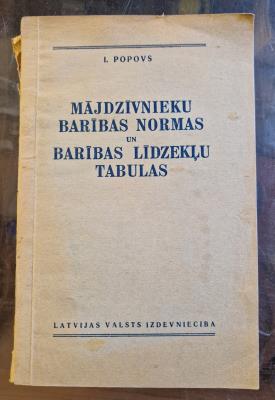 I. POPOVS
MĀJDZĪVNIEKU
BARĪBAS NORMAS
UN
BARĪBAS LĪDZEKĻU
TABULAS
LATVIJAS VALSTS IZDEVNIECĪBA